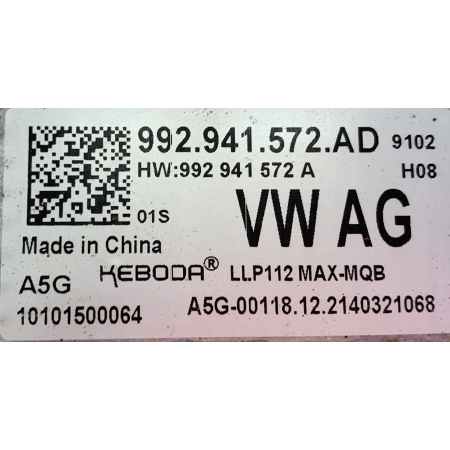 992.941.572.AD 9102
HW:992 941 572 A H08
01S VW AG
Made in China
A5G KEBODA® LLP112 MAX-MQB
10101500064 A5G-00118.12.2140321068